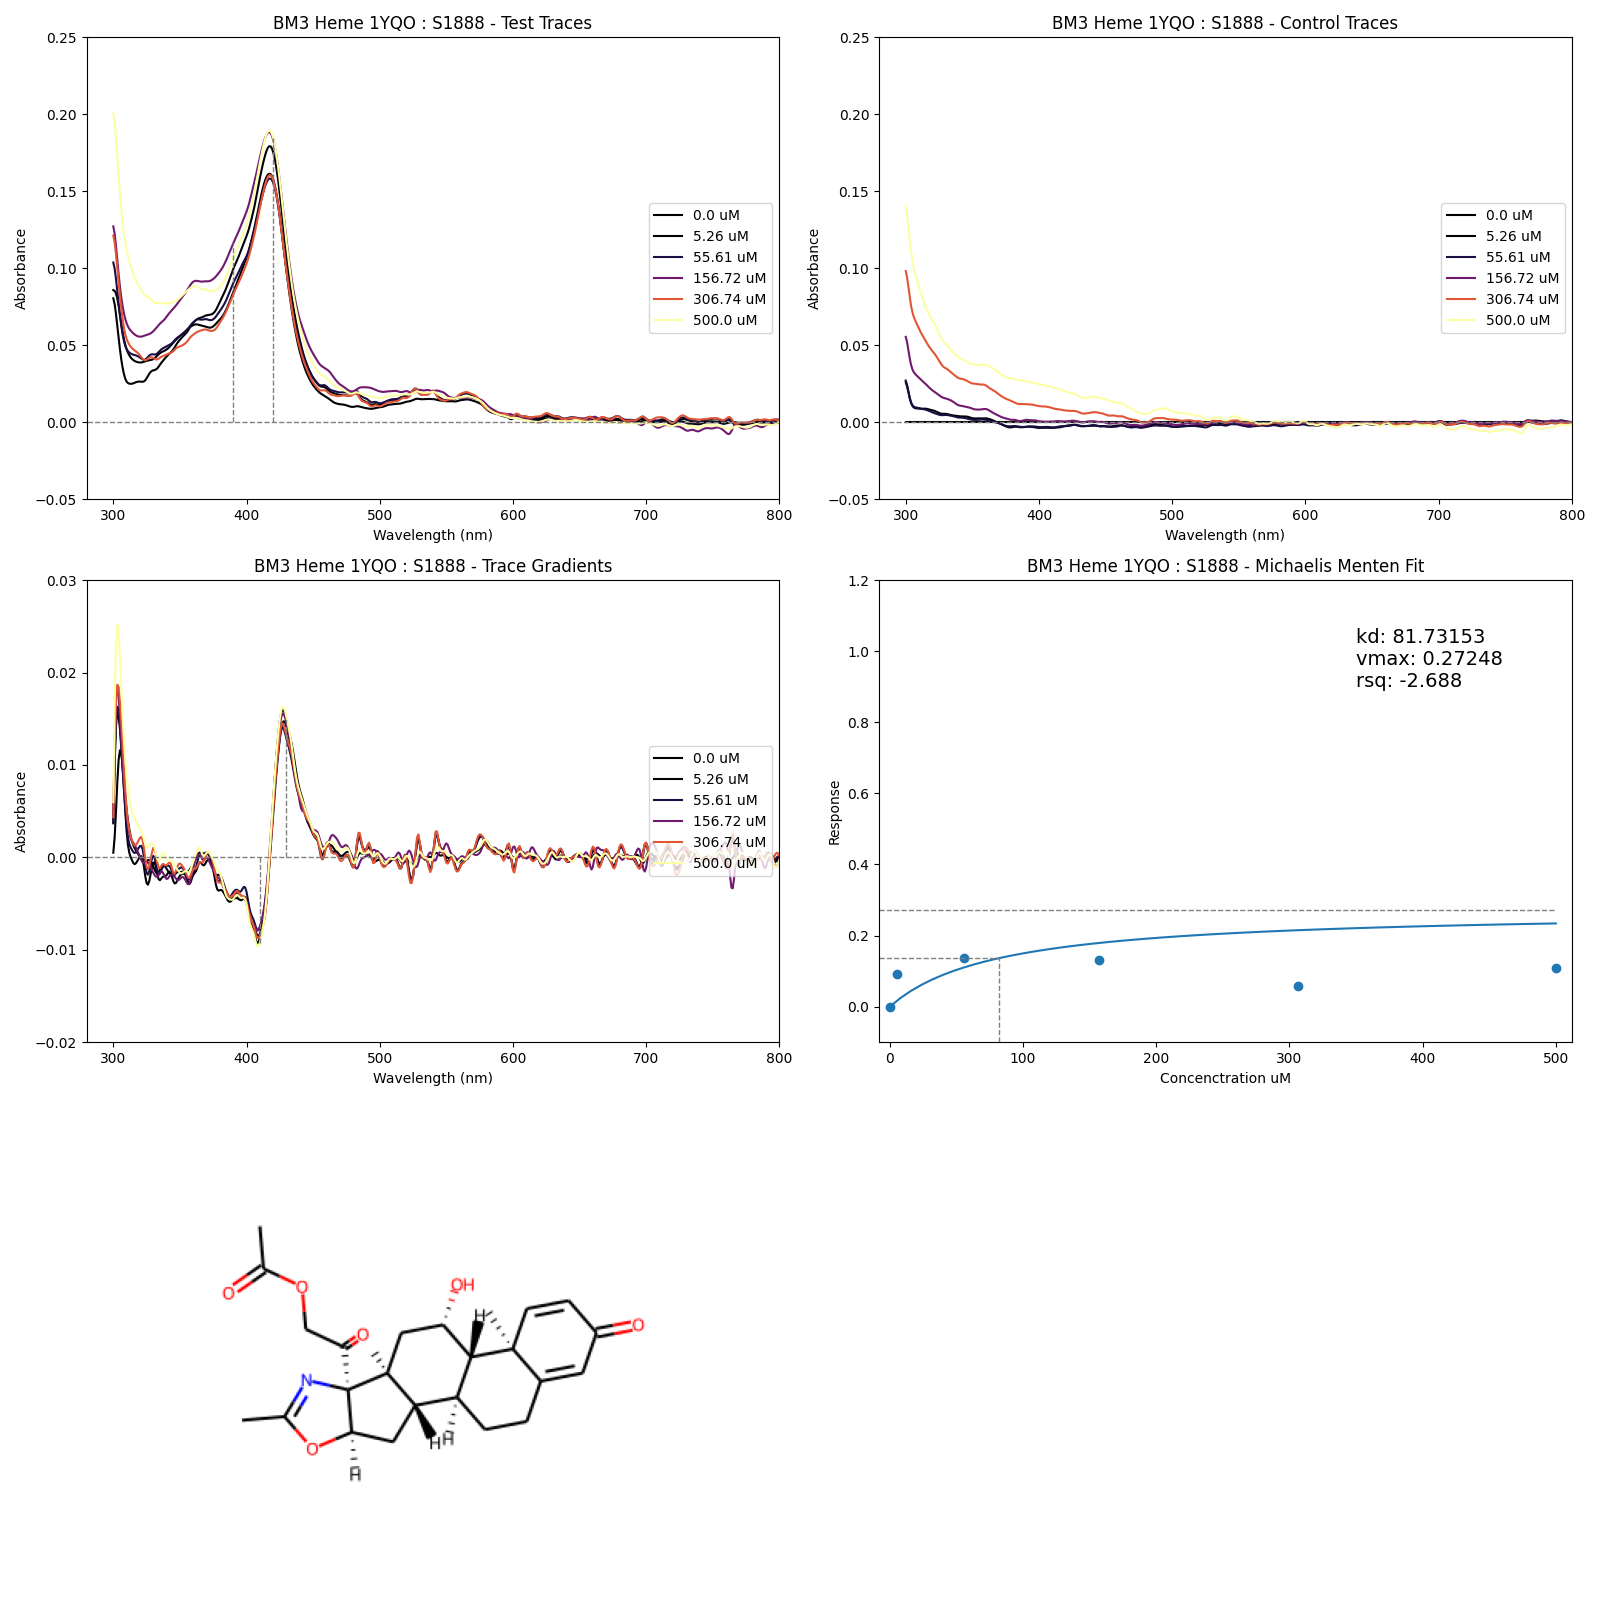 BM3 Heme 1YQO : S1888 - Test Traces
0.25
0.20
0.15
0.10
0.05
0.00
−0.05
Absorbance
300 400 500 600 700 800
Wavelength (nm)
0.0 uM
5.26 uM
55.61 uM
156.72 uM
306.74 uM
500.0 uM
BM3 Heme 1YQO : S1888 - Control Traces
0.25
0.20
0.15
0.10
0.05
0.00
−0.05
Absorbance
300 400 500 600 700 800
Wavelength (nm)
0.0 uM
5.26 uM
55.61 uM
156.72 uM
306.74 uM
500.0 uM
BM3 Heme 1YQO : S1888 - Trace Gradients
0.03
0.02
0.01
0.00
−0.01
−0.02
Absorbance
300 400 500 600 700 800
Wavelength (nm)
0.0 uM
5.26 uM
55.61 uM
156.72 uM
306.74 uM
500.0 uM
BM3 Heme 1YQO : S1888 - Michaelis Menten Fit
1.2
1.0
0.8
0.6
0.4
0.2
0.0
Response
0 100 200 300 400 500
Concenctration uM
kd: 81.73153
vmax: 0.27248
rsq: -2.688
OH
O
O
H
O
O
N
H
H
O
H